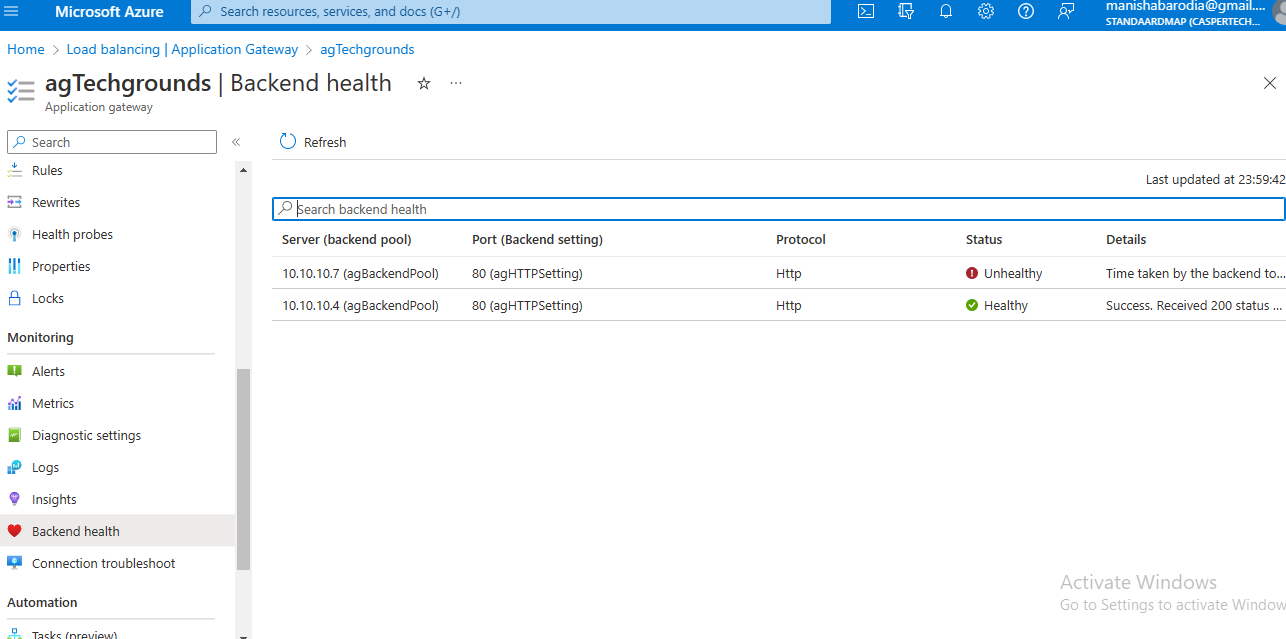 Microsoft Azure
Search resources, services, and docs (G+/)
manishabarodia@gmail....
STANDAARDMAP (CASPERTECH...
Home > Load balancing | Application Gateway > agTechgrounds
agTechgrounds | Backend health
Application gateway
Search
Refresh
Rules
Rewrites
Health probes
Properties
Locks
Monitoring
Alerts
Metrics
Diagnostic settings
Logs
Insights
Backend health
Connection troubleshoot
Automation
Tasks (preview)
Last updated at 23:59:42
Search backend health
Server (backend pool) Port (Backend setting) Protocol Status Details
10.10.10.7 (agBackendPool) 80 (agHTTPSetting) Http Unhealthy Time taken by the backend to...
10.10.10.4 (agBackendPool) 80 (agHTTPSetting) Http Healthy Success. Received 200 status ...
Activate Windows
Go to Settings to activate Window